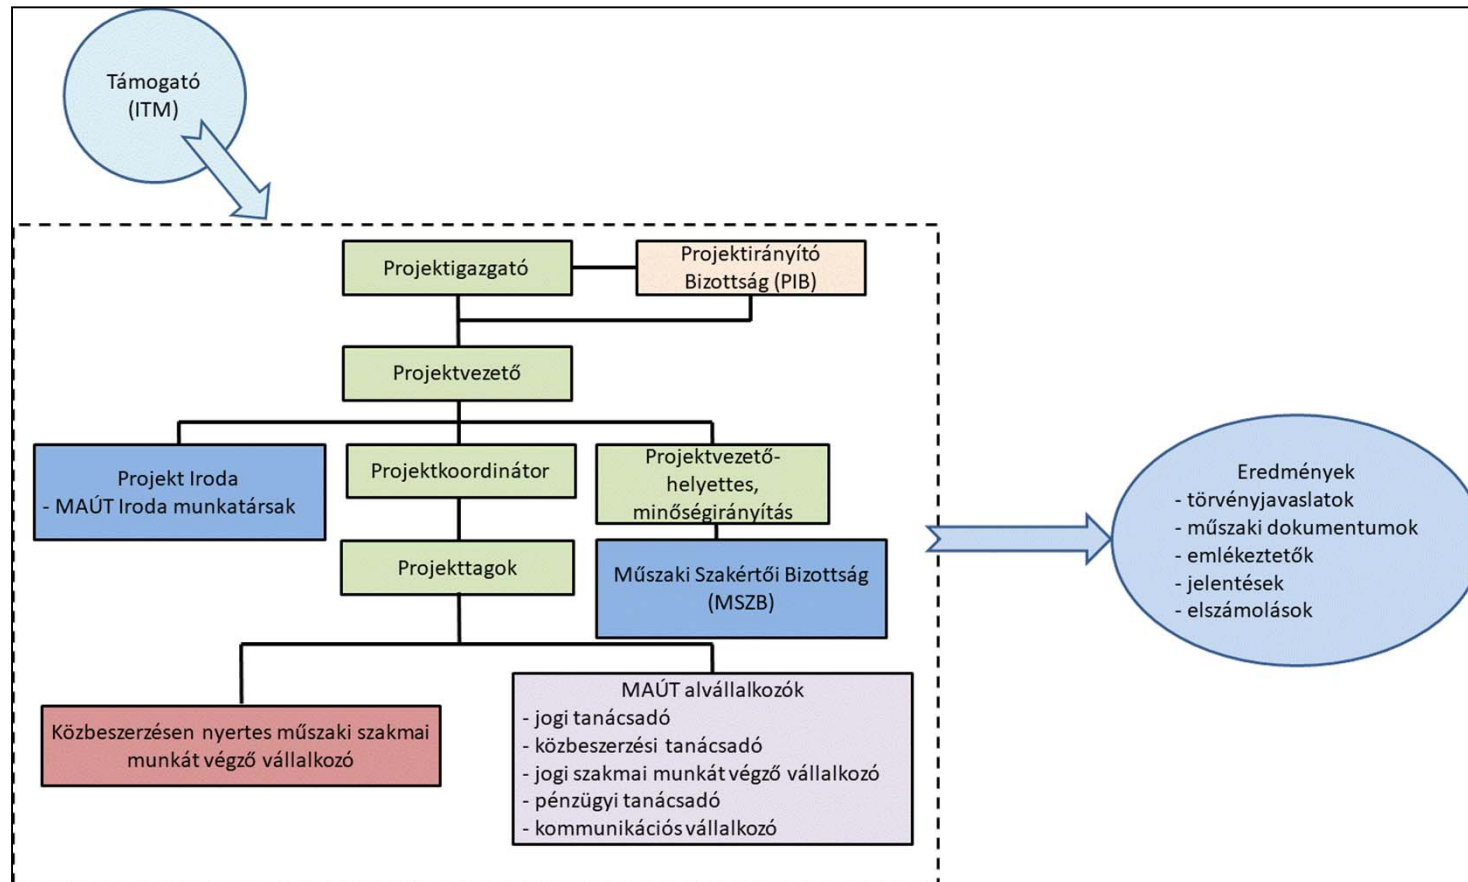 Támogató
(ITM)
Projektigazgató
Projektirányító
Bizottság (PIB)
Projektvezető
Projekt Iroda
- MAÚT Iroda munkatársak
Projektkoordinátor
Projektvezető-
helyettes,
minőségirányítás
Projekttagok
Műszaki Szakértői Bizottság
(MSZB)
Közbeszerzésen nyertes műszaki szakmai
munkát végző vállalkozó
MAÚT alvállalkozók
- jogi tanácsadó
- közbeszerzési tanácsadó
- jogi szakmai munkát végző vállalkozó
- pénzügyi tanácsadó
- kommunikációs vállalkozó
Eredmények
- törvényjavaslatok
- műszaki dokumentumok
- emlékeztetők
- jelentések
- elszámolások